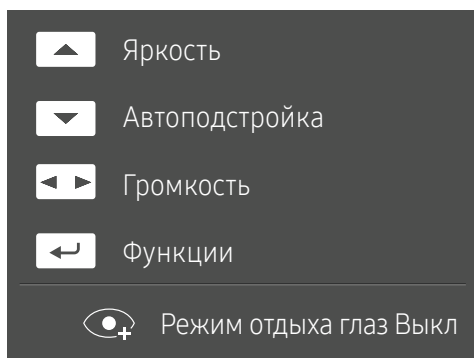 Яркость
Автоподстройка
Громкость
Функции
Режим отдыха глаз Выкл